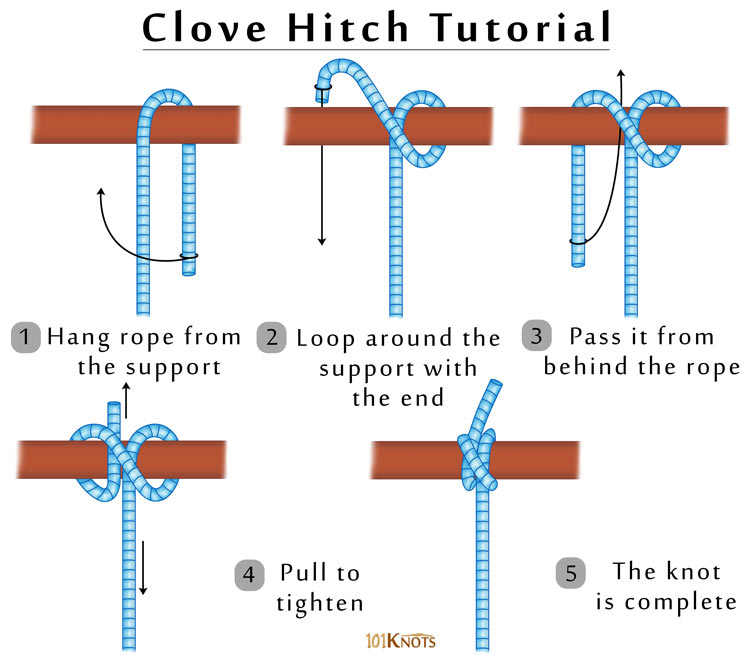 Clove Hitch Tutorial
1 Hang rope from
the support
2 Loop around the
support with
the end
3 Pass it from
behind the rope
4 Pull to
tighten
5 The knot
is complete
101KNOTS